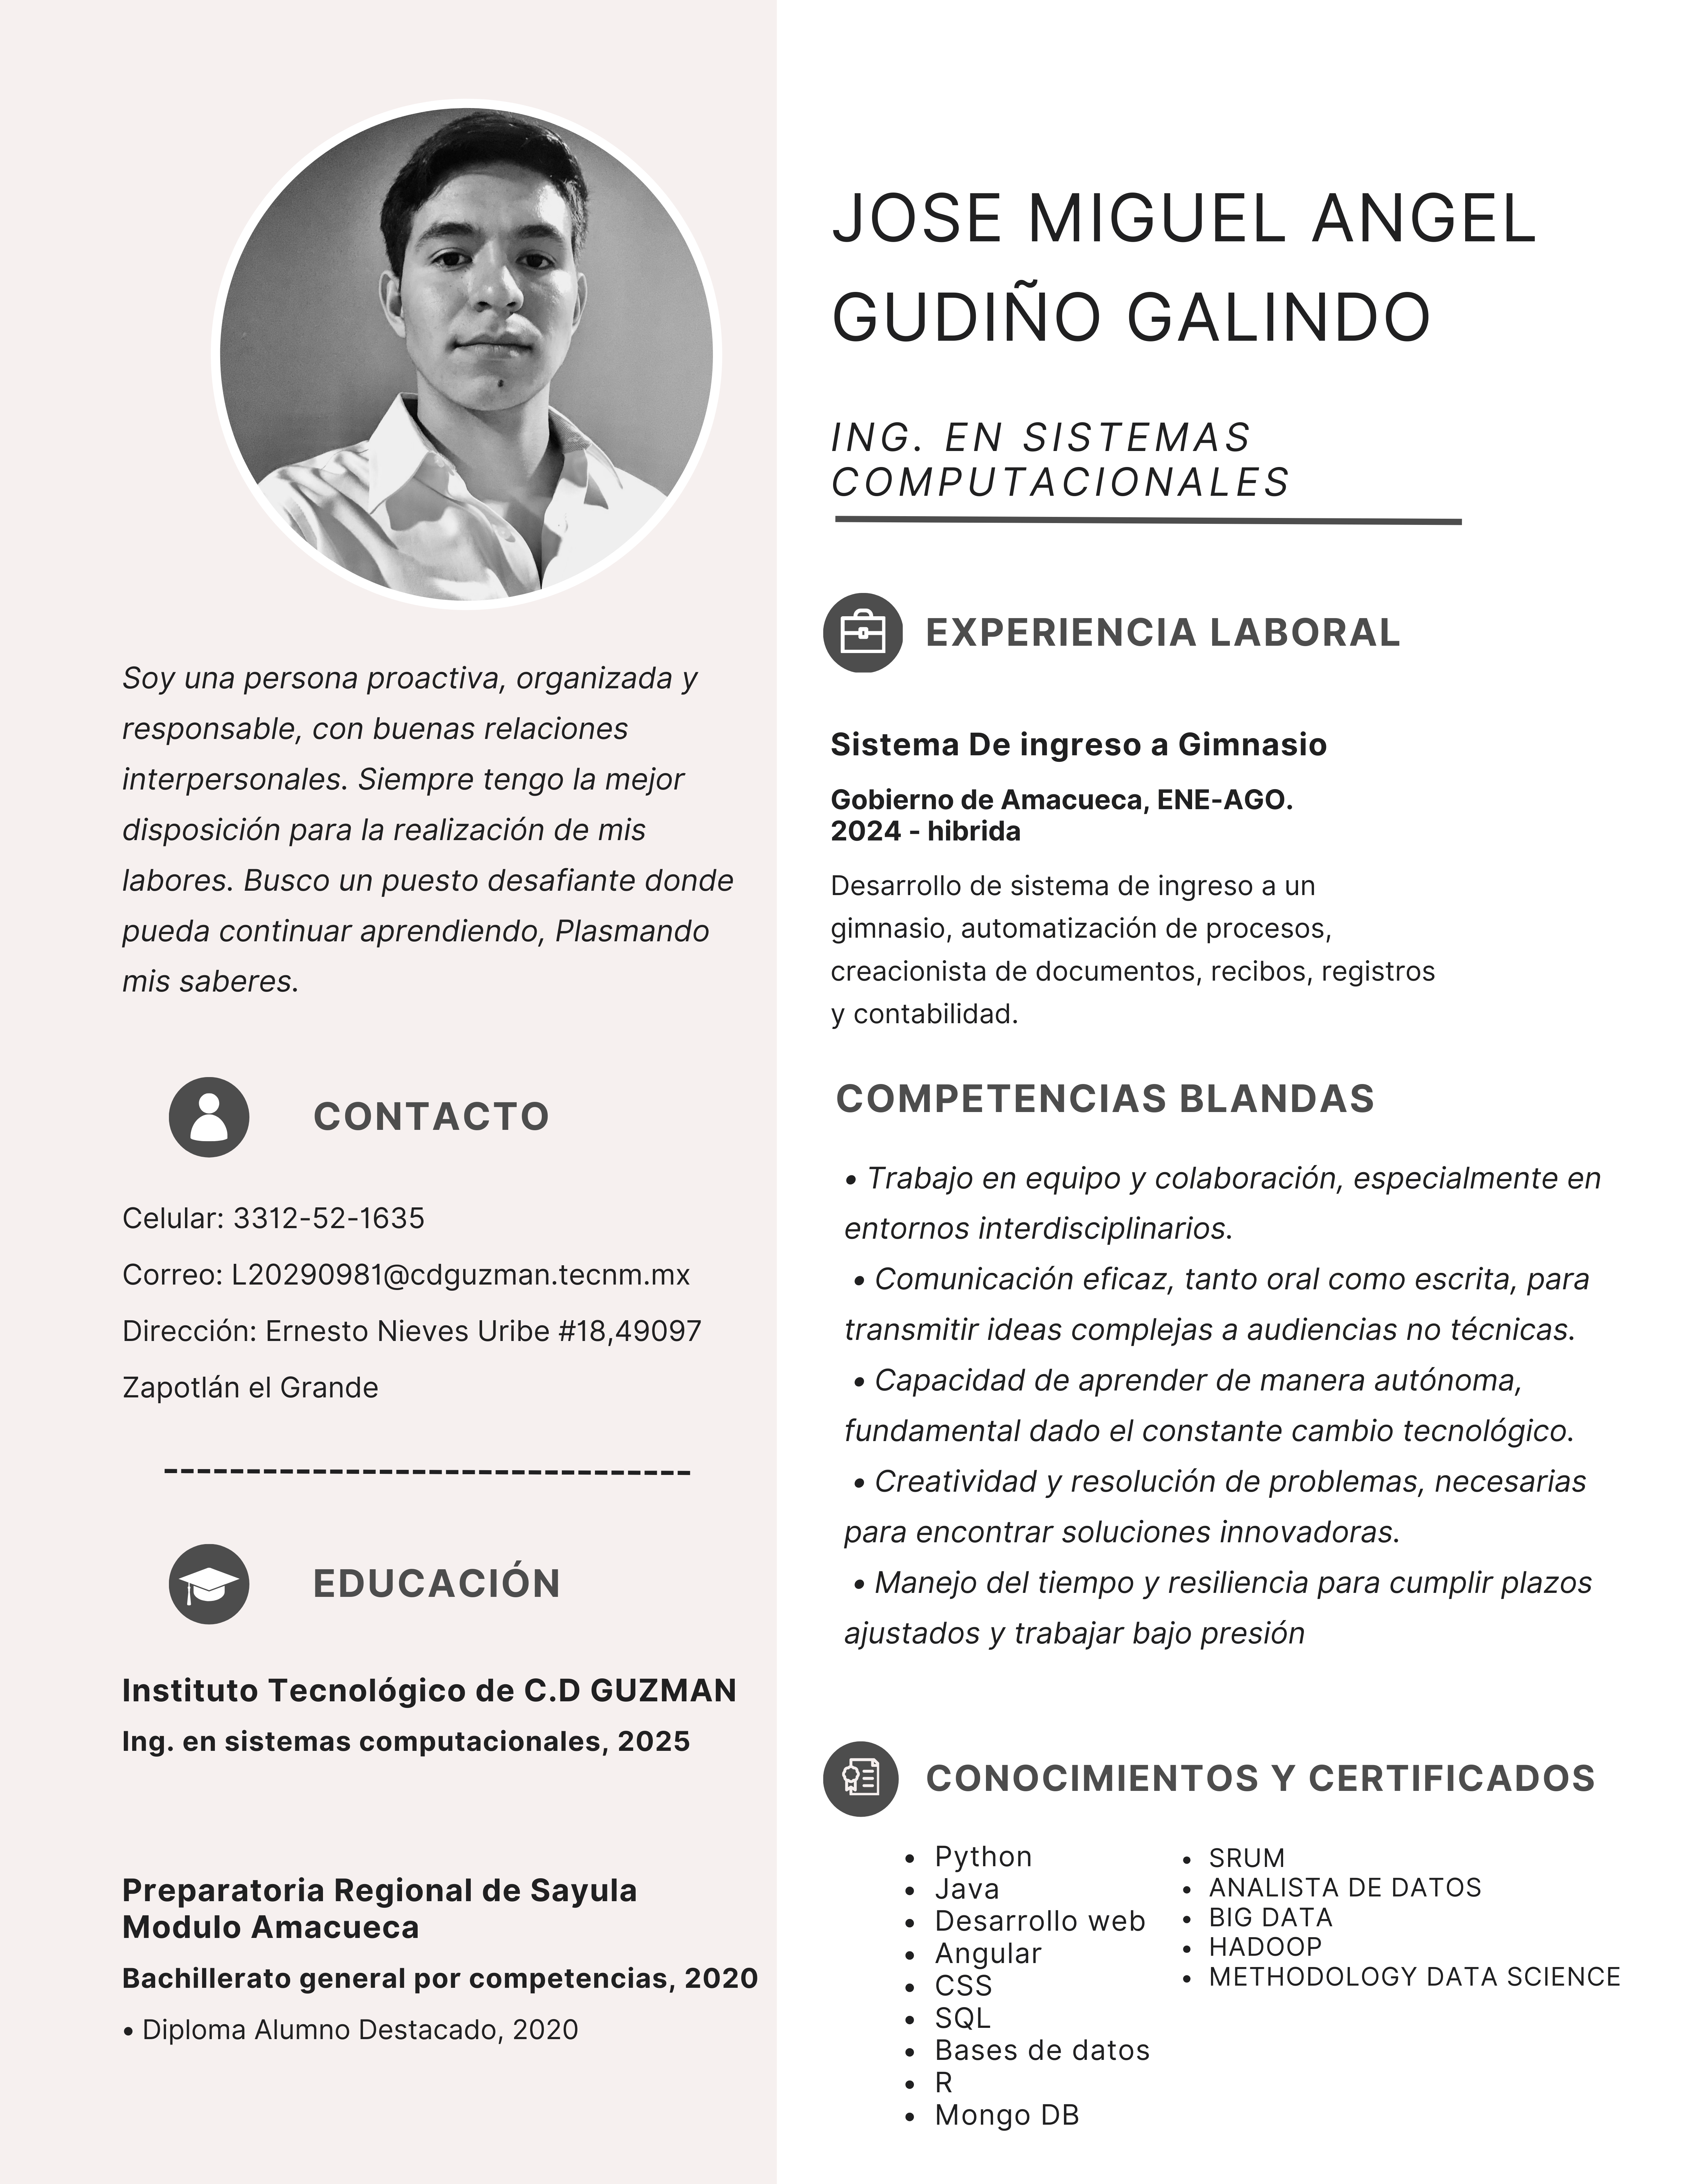 JOSE MIGUEL ANGEL
GUDIÑO GALINDO
ING. EN SISTEMAS
COMPUTACIONALES
Soy una persona proactiva, organizada y
responsable, con buenas relaciones
interpersonales. Siempre tengo la mejor
disposición para la realización de mis
labores. Busco un puesto desafiante donde
pueda continuar aprendiendo, Plasmando
mis saberes.
CONTACTO
Celular: 3312-52-1635
Correo: L20290981@cdguzman.tecnm.mx
Dirección: Ernesto Nieves Uribe #18,49097
Zapotlán el Grande
EDUCACIÓN
Instituto Tecnológico de C.D GUZMAN
Ing. en sistemas computacionales, 2025
Preparatoria Regional de Sayula
Modulo Amacueca
Bachillerato general por competencias, 2020
• Diploma Alumno Destacado, 2020
EXPERIENCIA LABORAL
Sistema De ingreso a Gimnasio
Gobierno de Amacueca, ENE-AGO.
2024 - hibrida
Desarrollo de sistema de ingreso a un
gimnasio, automatización de procesos,
creacionista de documentos, recibos, registros
y contabilidad.
COMPETENCIAS BLANDAS
• Trabajo en equipo y colaboración, especialmente en
entornos interdisciplinarios.
• Comunicación eficaz, tanto oral como escrita, para
transmitir ideas complejas a audiencias no técnicas.
• Capacidad de aprender de manera autónoma,
fundamental dado el constante cambio tecnológico.
• Creatividad y resolución de problemas, necesarias
para encontrar soluciones innovadoras.
• Manejo del tiempo y resiliencia para cumplir plazos
ajustados y trabajar bajo presión
CONOCIMIENTOS Y CERTIFICADOS
• Python
• Java
• Desarrollo web
• Angular
• CSS
• SQL
• Bases de datos
• R
• Mongo DB
• SRUM
• ANALISTA DE DATOS
• BIG DATA
• HADOOP
• METHODOLOGY DATA SCIENCE